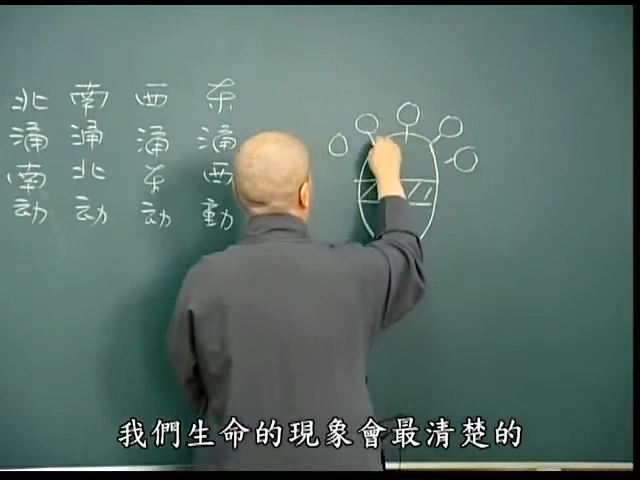 东涌西動
西涌东动
南涌北动
北涌南动
我們生命的現象會最清楚的